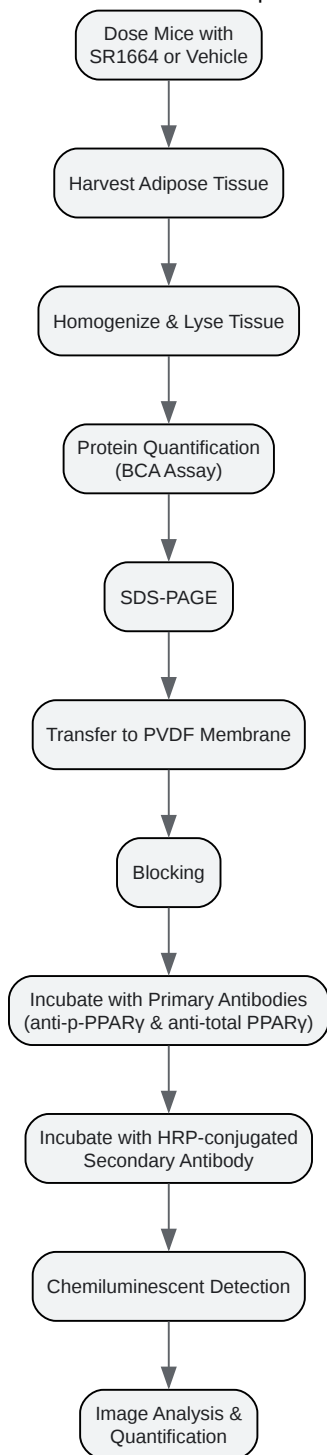 Dose Mice with
SR1664 or Vehicle
Harvest Adipose Tissue
Homogenize & Lyse Tissue
Protein Quantification
(BCA Assay)
SDS-PAGE
Transfer to PVDF Membrane
Blocking
Incubate with Primary Antibodies
(anti-p-PPARγ & anti-total PPARγ)
Incubate with HRP-conjugated
Secondary Antibody
Chemiluminescent Detection
Image Analysis &
Quantification